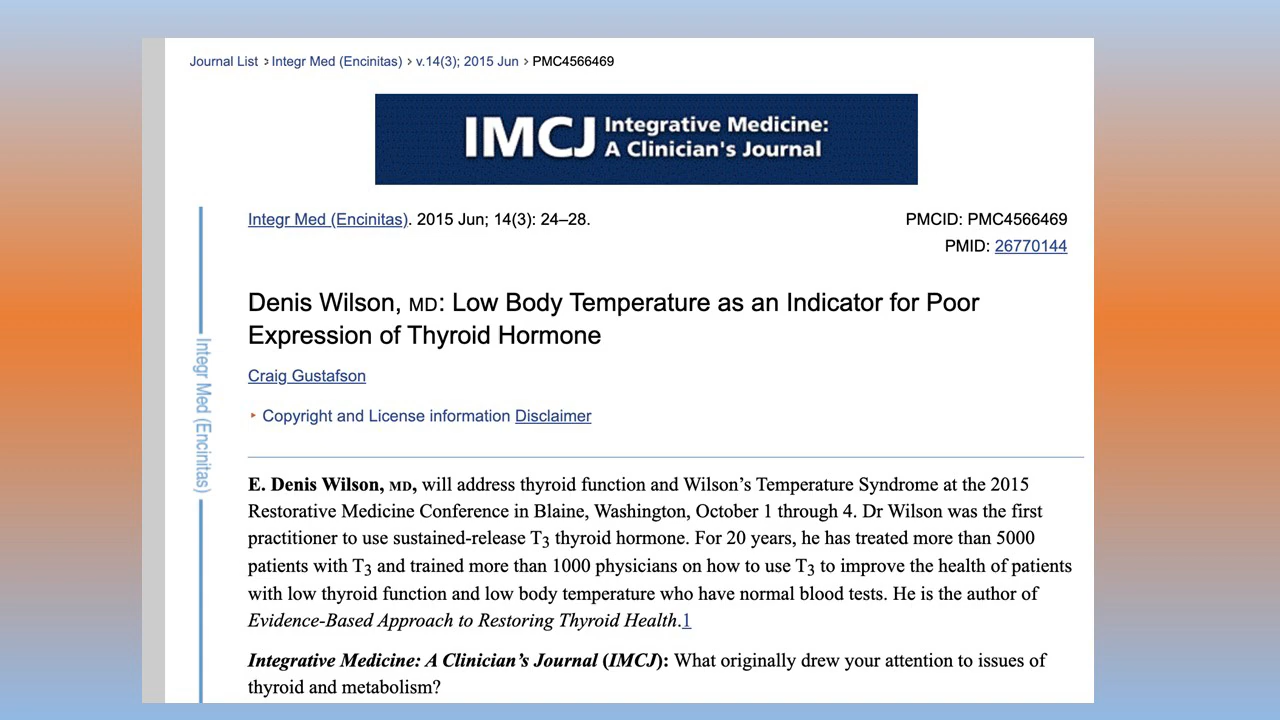 Journal List > Integr Med (Encinitas) > v.14(3); 2015 Jun > PMC4566469
IMCJ Integrative Medicine:
A Clinician's Journal
Integr Med (Encinitas). 2015 Jun; 14(3): 24–28.
PMCID: PMC4566469
PMID: 26770144
Denis Wilson, MD: Low Body Temperature as an Indicator for Poor
Expression of Thyroid Hormone
Craig Gustafson
‣ Copyright and License information Disclaimer
Integr Med (Encinitas)
E. Denis Wilson, MD, will address thyroid function and Wilson’s Temperature Syndrome at the 2015
Restorative Medicine Conference in Blaine, Washington, October 1 through 4. Dr Wilson was the first
practitioner to use sustained-release T3 thyroid hormone. For 20 years, he has treated more than 5000
patients with T3 and trained more than 1000 physicians on how to use T3 to improve the health of patients
with low thyroid function and low body temperature who have normal blood tests. He is the author of
Evidence-Based Approach to Restoring Thyroid Health.1
Integrative Medicine: A Clinician’s Journal (IMCJ): What originally drew your attention to issues of
thyroid and metabolism?